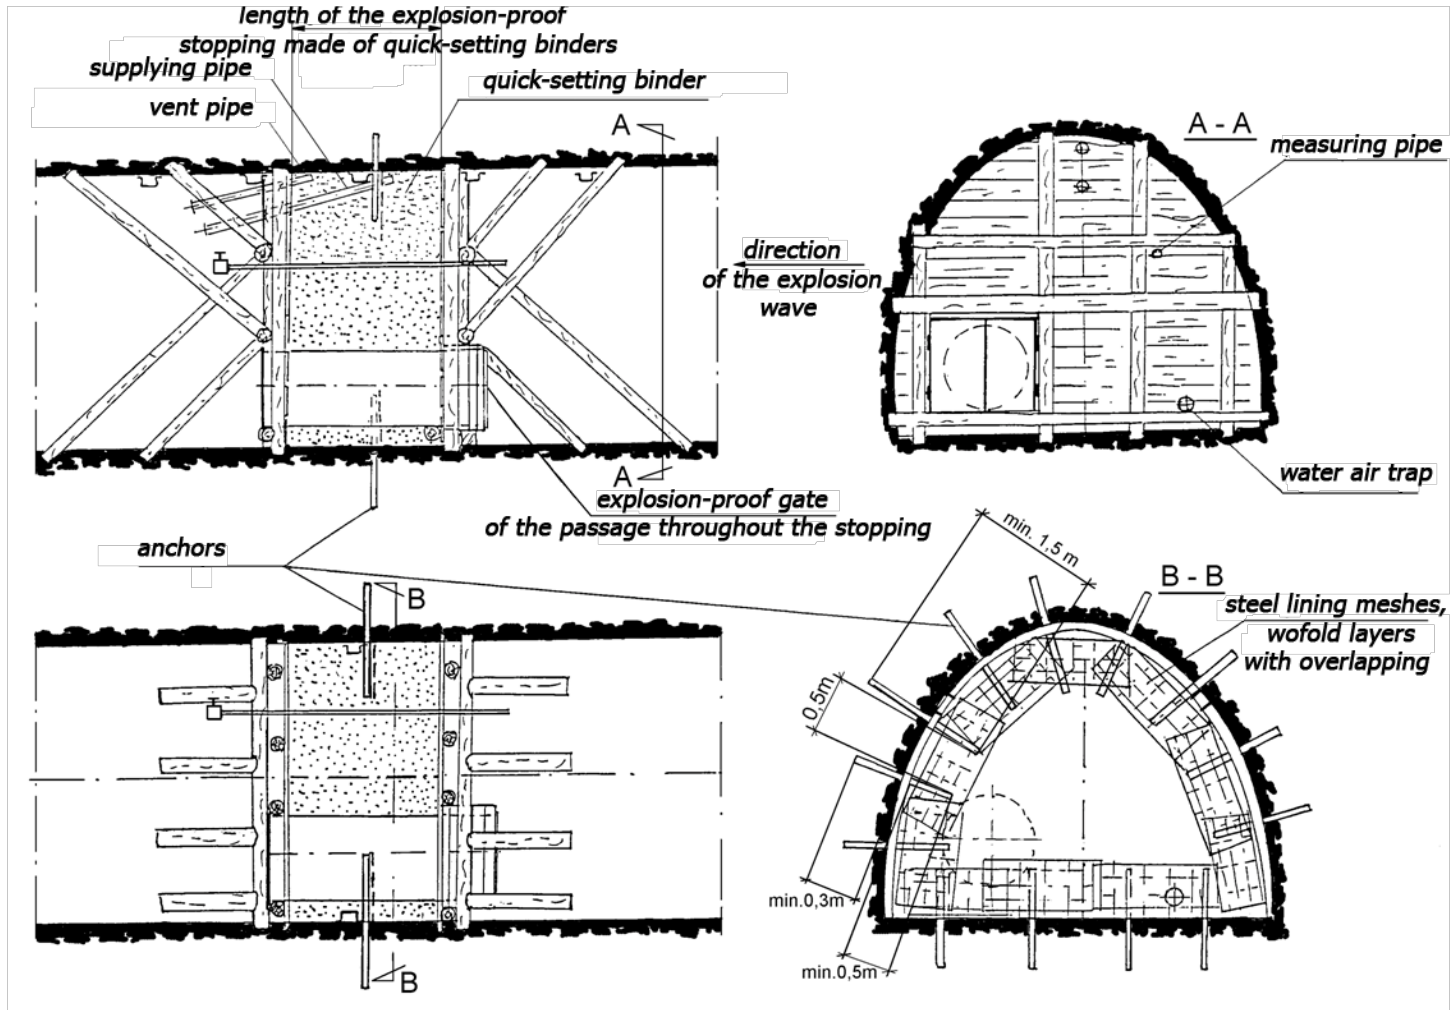 length of the explosion-proof
stopping made of quick-setting binders
supplying pipe
quick-setting binder
vent pipe
A
A - A
measuring pipe
direction
of the explosion
wave
A
water air trap
explosion-proof gate
of the passage throughout the stopping
anchors
min. 1,5 m
B
B - B
steel lining meshes,
wofold layers
with overlapping
0,5m
min.0,3m
min.0,5m
B